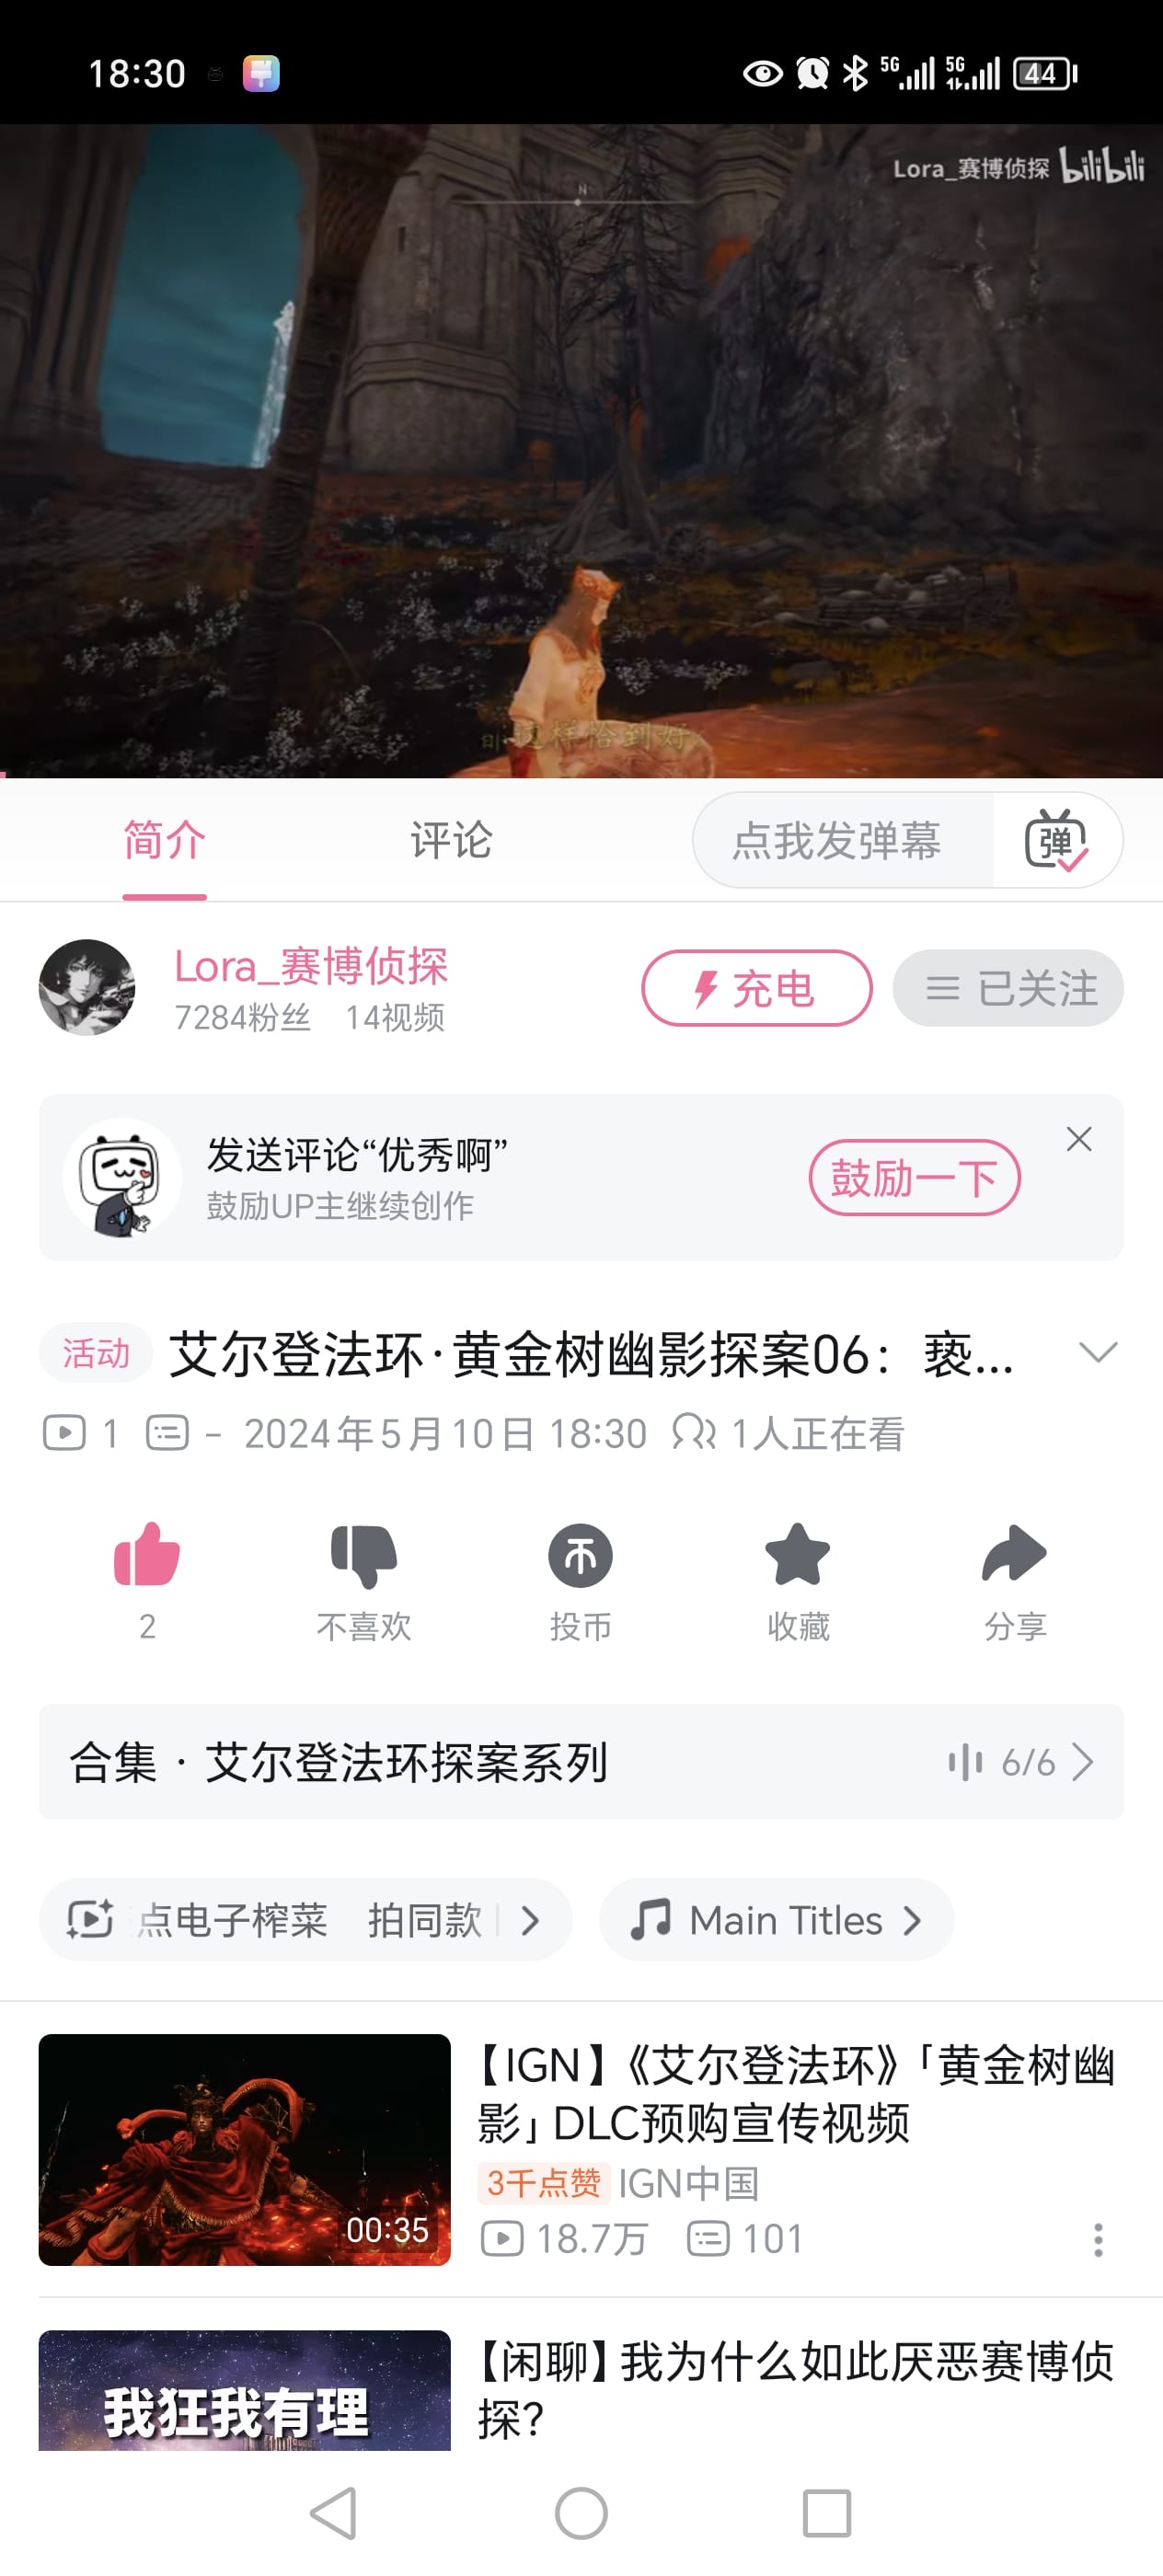 18:30
5G 5G 44
Lora_赛博侦探 bilibili
N
这样恰到好
简介 评论 点我发弹幕 弹
Lora_赛博侦探
7284粉丝 14视频
充电 已关注
发送评论“优秀啊”
鼓励UP主继续创作
鼓励一下
活动 艾尔登法环·黄金树幽影探案06：亵...
1 - 2024年5月10日 18:30 1人正在看
2 不喜欢 投币 收藏 分享
合集 · 艾尔登法环探案系列 6/6
点电子榨菜 拍同款 Main Titles
【IGN】《艾尔登法环》「黄金树幽
影」DLC预购宣传视频
3千点赞 IGN中国
00:35
18.7万 101
我狂我有理
【闲聊】我为什么如此厌恶赛博侦
探?